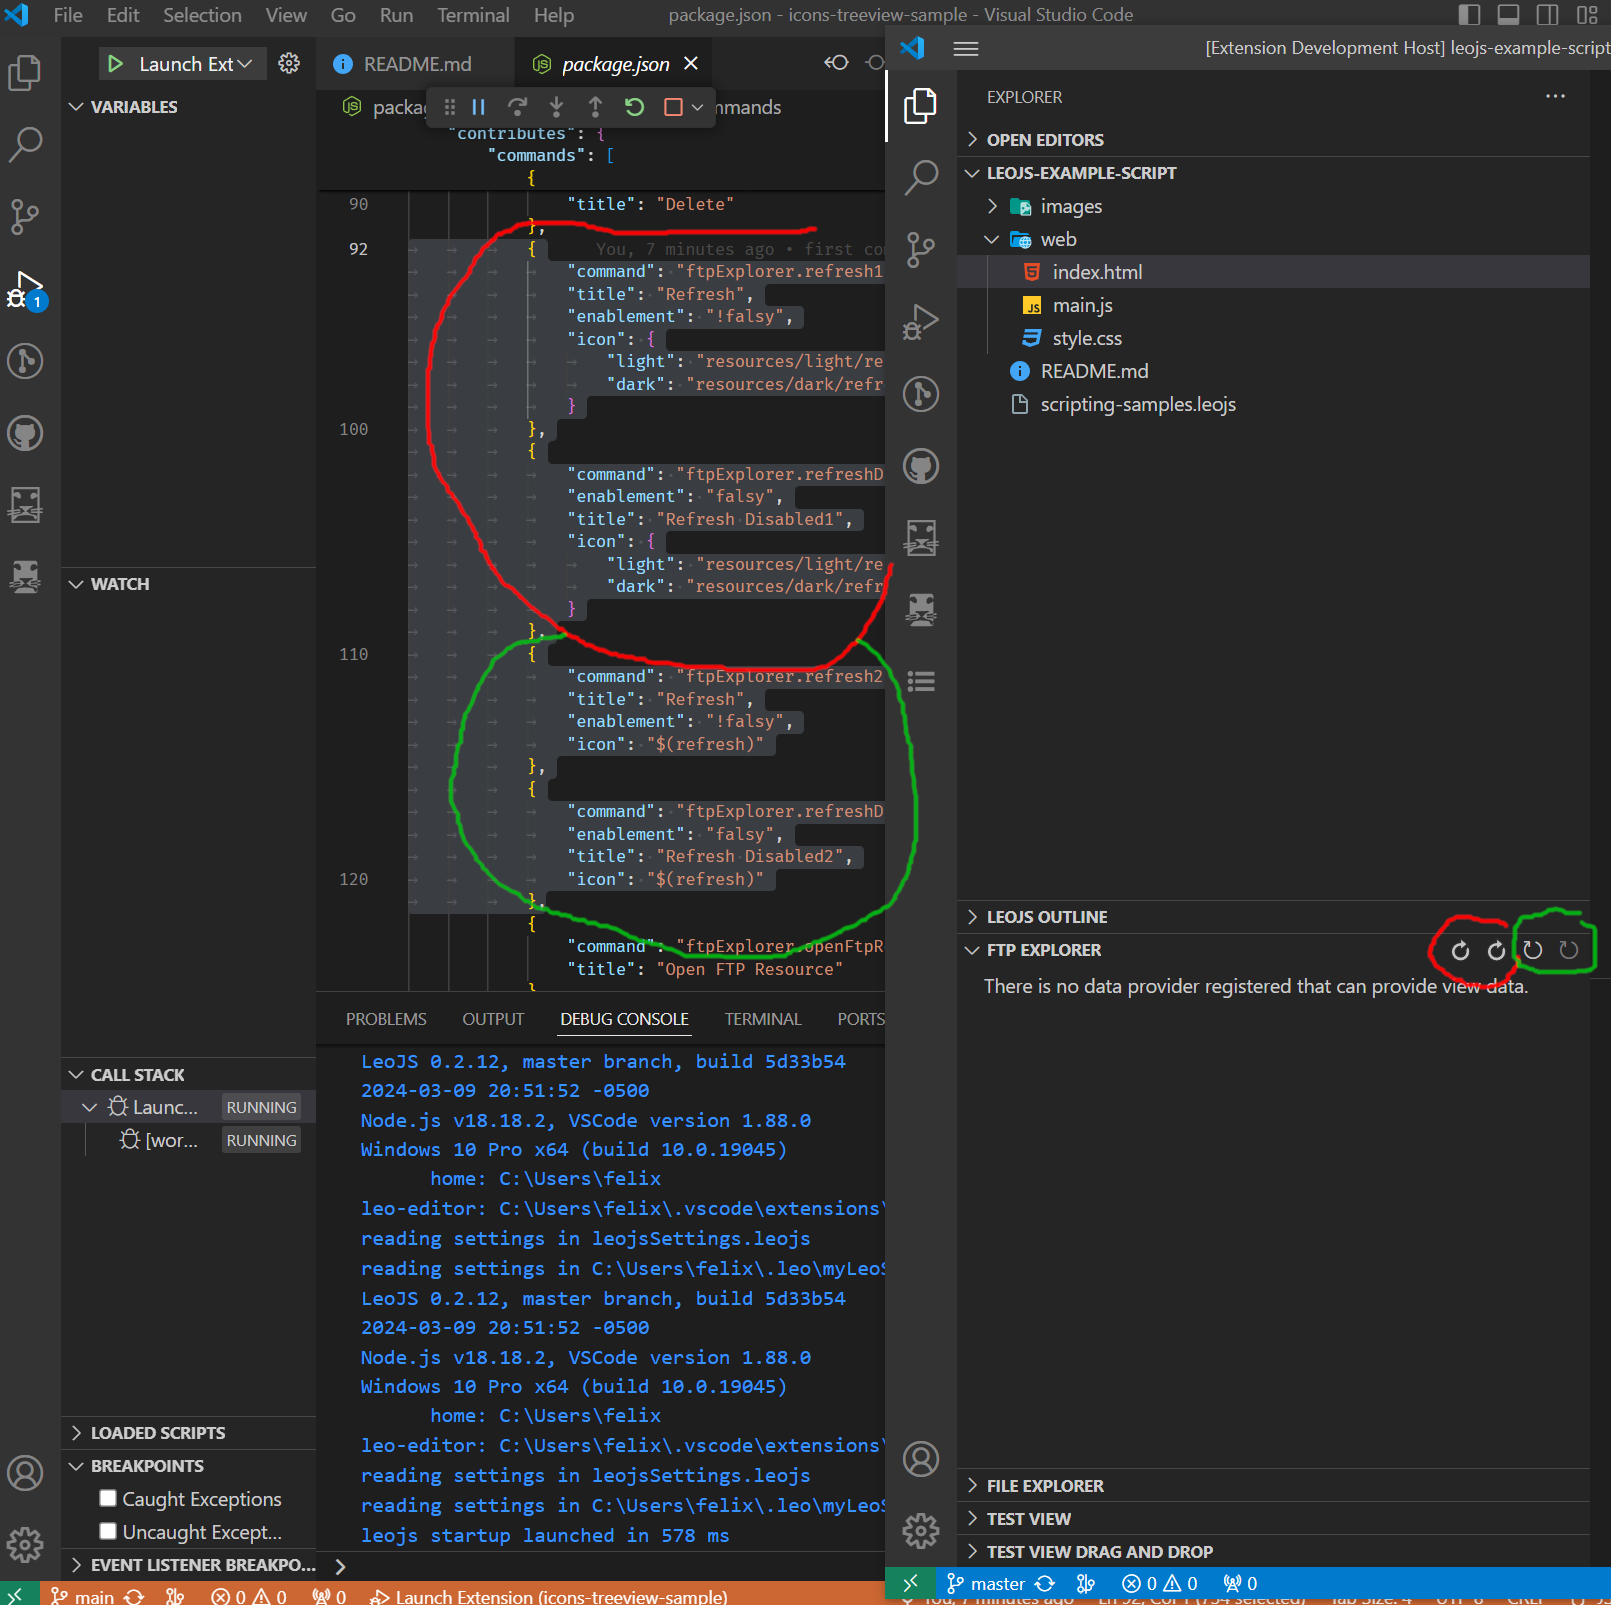 File Edit Selection View Go Run Terminal Help
package.json - icons-treeview-sample - Visual Studio Code
Launch Ext
README.md
package.json
VARIABLES
mmands
"contributes": {
"commands": [
{
90 "title": "Delete"
},
92 { You, 7 minutes ago • first co
"command": "ftpExplorer.refresh1
"title": "Refresh",
"enablement": "!falsy",
"icon": {
"light": "resources/light/re
"dark": "resources/dark/refr
}
100 },
{
"command": "ftpExplorer.refreshD
"enablement": "falsy",
"title": "Refresh Disabled1",
"icon": {
"light": "resources/light/re
"dark": "resources/dark/refr
}
},
110 {
"command": "ftpExplorer.refresh2
"title": "Refresh",
"enablement": "!falsy",
"icon": "$(refresh)"
},
{
"command": "ftpExplorer.refreshD
"enablement": "falsy",
"title": "Refresh Disabled2",
120 "icon": "$(refresh)"
},
{
"command": "ftpExplorer.openFtpR
"title": "Open FTP Resource"
}
1
WATCH
CALL STACK
Launc... RUNNING
[wor... RUNNING
LOADED SCRIPTS
BREAKPOINTS
Caught Exceptions
Uncaught Except...
EVENT LISTENER BREAKPO...
PROBLEMS OUTPUT DEBUG CONSOLE TERMINAL PORTS
LeoJS 0.2.12, master branch, build 5d33b54
2024-03-09 20:51:52 -0500
Node.js v18.18.2, VSCode version 1.88.0
Windows 10 Pro x64 (build 10.0.19045)
home: C:\Users\felix
leo-editor: C:\Users\felix\.vscode\extensions\
reading settings in leojsSettings.leojs
reading settings in C:\Users\felix\.leo\myLeoS
LeoJS 0.2.12, master branch, build 5d33b54
2024-03-09 20:51:52 -0500
Node.js v18.18.2, VSCode version 1.88.0
Windows 10 Pro x64 (build 10.0.19045)
home: C:\Users\felix
leo-editor: C:\Users\felix\.vscode\extensions\
reading settings in leojsSettings.leojs
reading settings in C:\Users\felix\.leo\myLeoS
leojs startup launched in 578 ms
main 0 0 0 Launch Extension (icons-treeview-sample)
[Extension Development Host] leojs-example-script
EXPLORER
OPEN EDITORS
LEOJS-EXAMPLE-SCRIPT
images
web
index.html
JS main.js
style.css
README.md
scripting-samples.leojs
LEOJS OUTLINE
FTP EXPLORER
There is no data provider registered that can provide view data.
FILE EXPLORER
TEST VIEW
TEST VIEW DRAG AND DROP
master 0 0 0